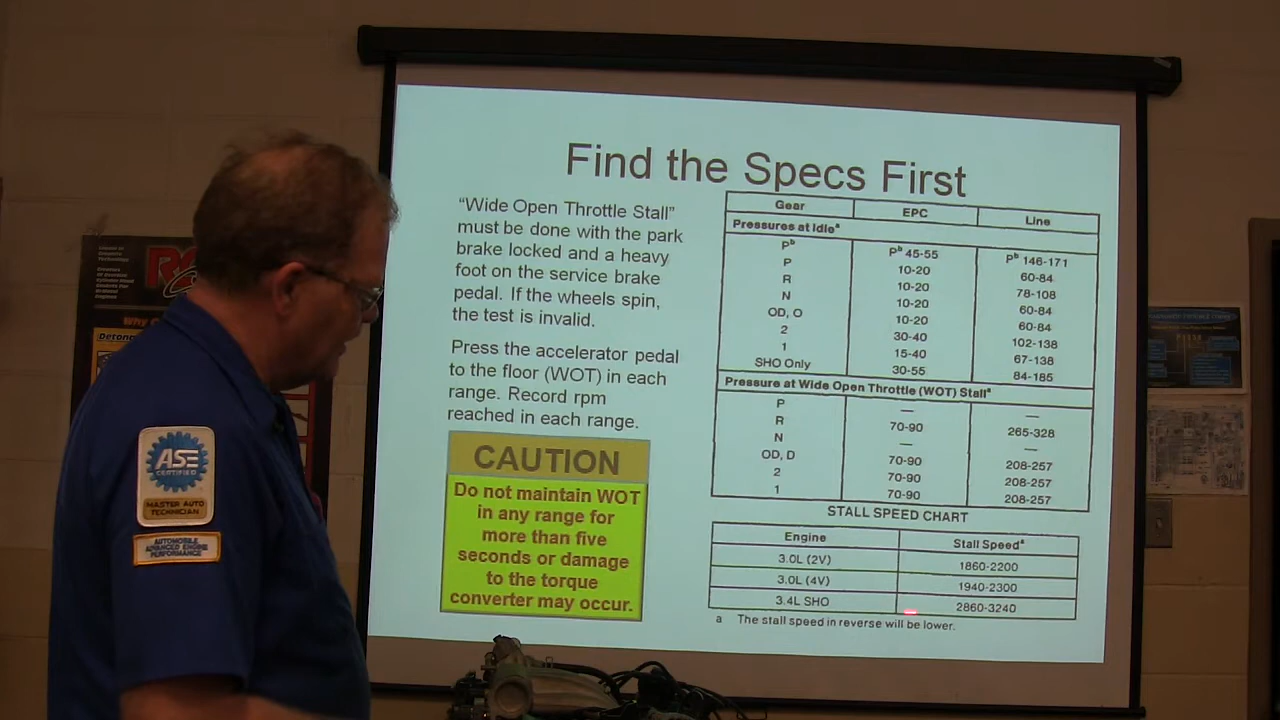 Find the Specs First
"Wide Open Throttle Stall"
must be done with the park
brake locked and a heavy
foot on the service brake
pedal. If the wheels spin,
the test is invalid.
Press the accelerator pedal
to the floor (WOT) in each
range. Record rpm
reached in each range.
CAUTION
Do not maintain WOT
in any range for
more than five
seconds or damage
to the torque
converter may occur.
Gear EPC Line
Pressures at Idleᵃ
Pᵇ Pᵇ 45-55 Pᵇ 146-171
P 10-20 60-84
R 10-20 78-108
N 10-20 60-84
OD, O 10-20 60-84
2 30-40 102-138
1 15-40 67-138
SHO Only 30-55 84-185
Pressure at Wide Open Throttle (WOT) Stallᵃ
P — —
R 70-90 265-328
N — —
OD, D 70-90 208-257
2 70-90 208-257
1 70-90 208-257
STALL SPEED CHART
Engine Stall Speedᵃ
3.0L (2V) 1860-2200
3.0L (4V) 1940-2300
3.4L SHO 2860-3240
a The stall speed in reverse will be lower.
ASE
CERTIFIED
MASTER AUTO
TECHNICIAN
AUTOMOBILE
ADVANCED ENGINE
PERFORMANCE